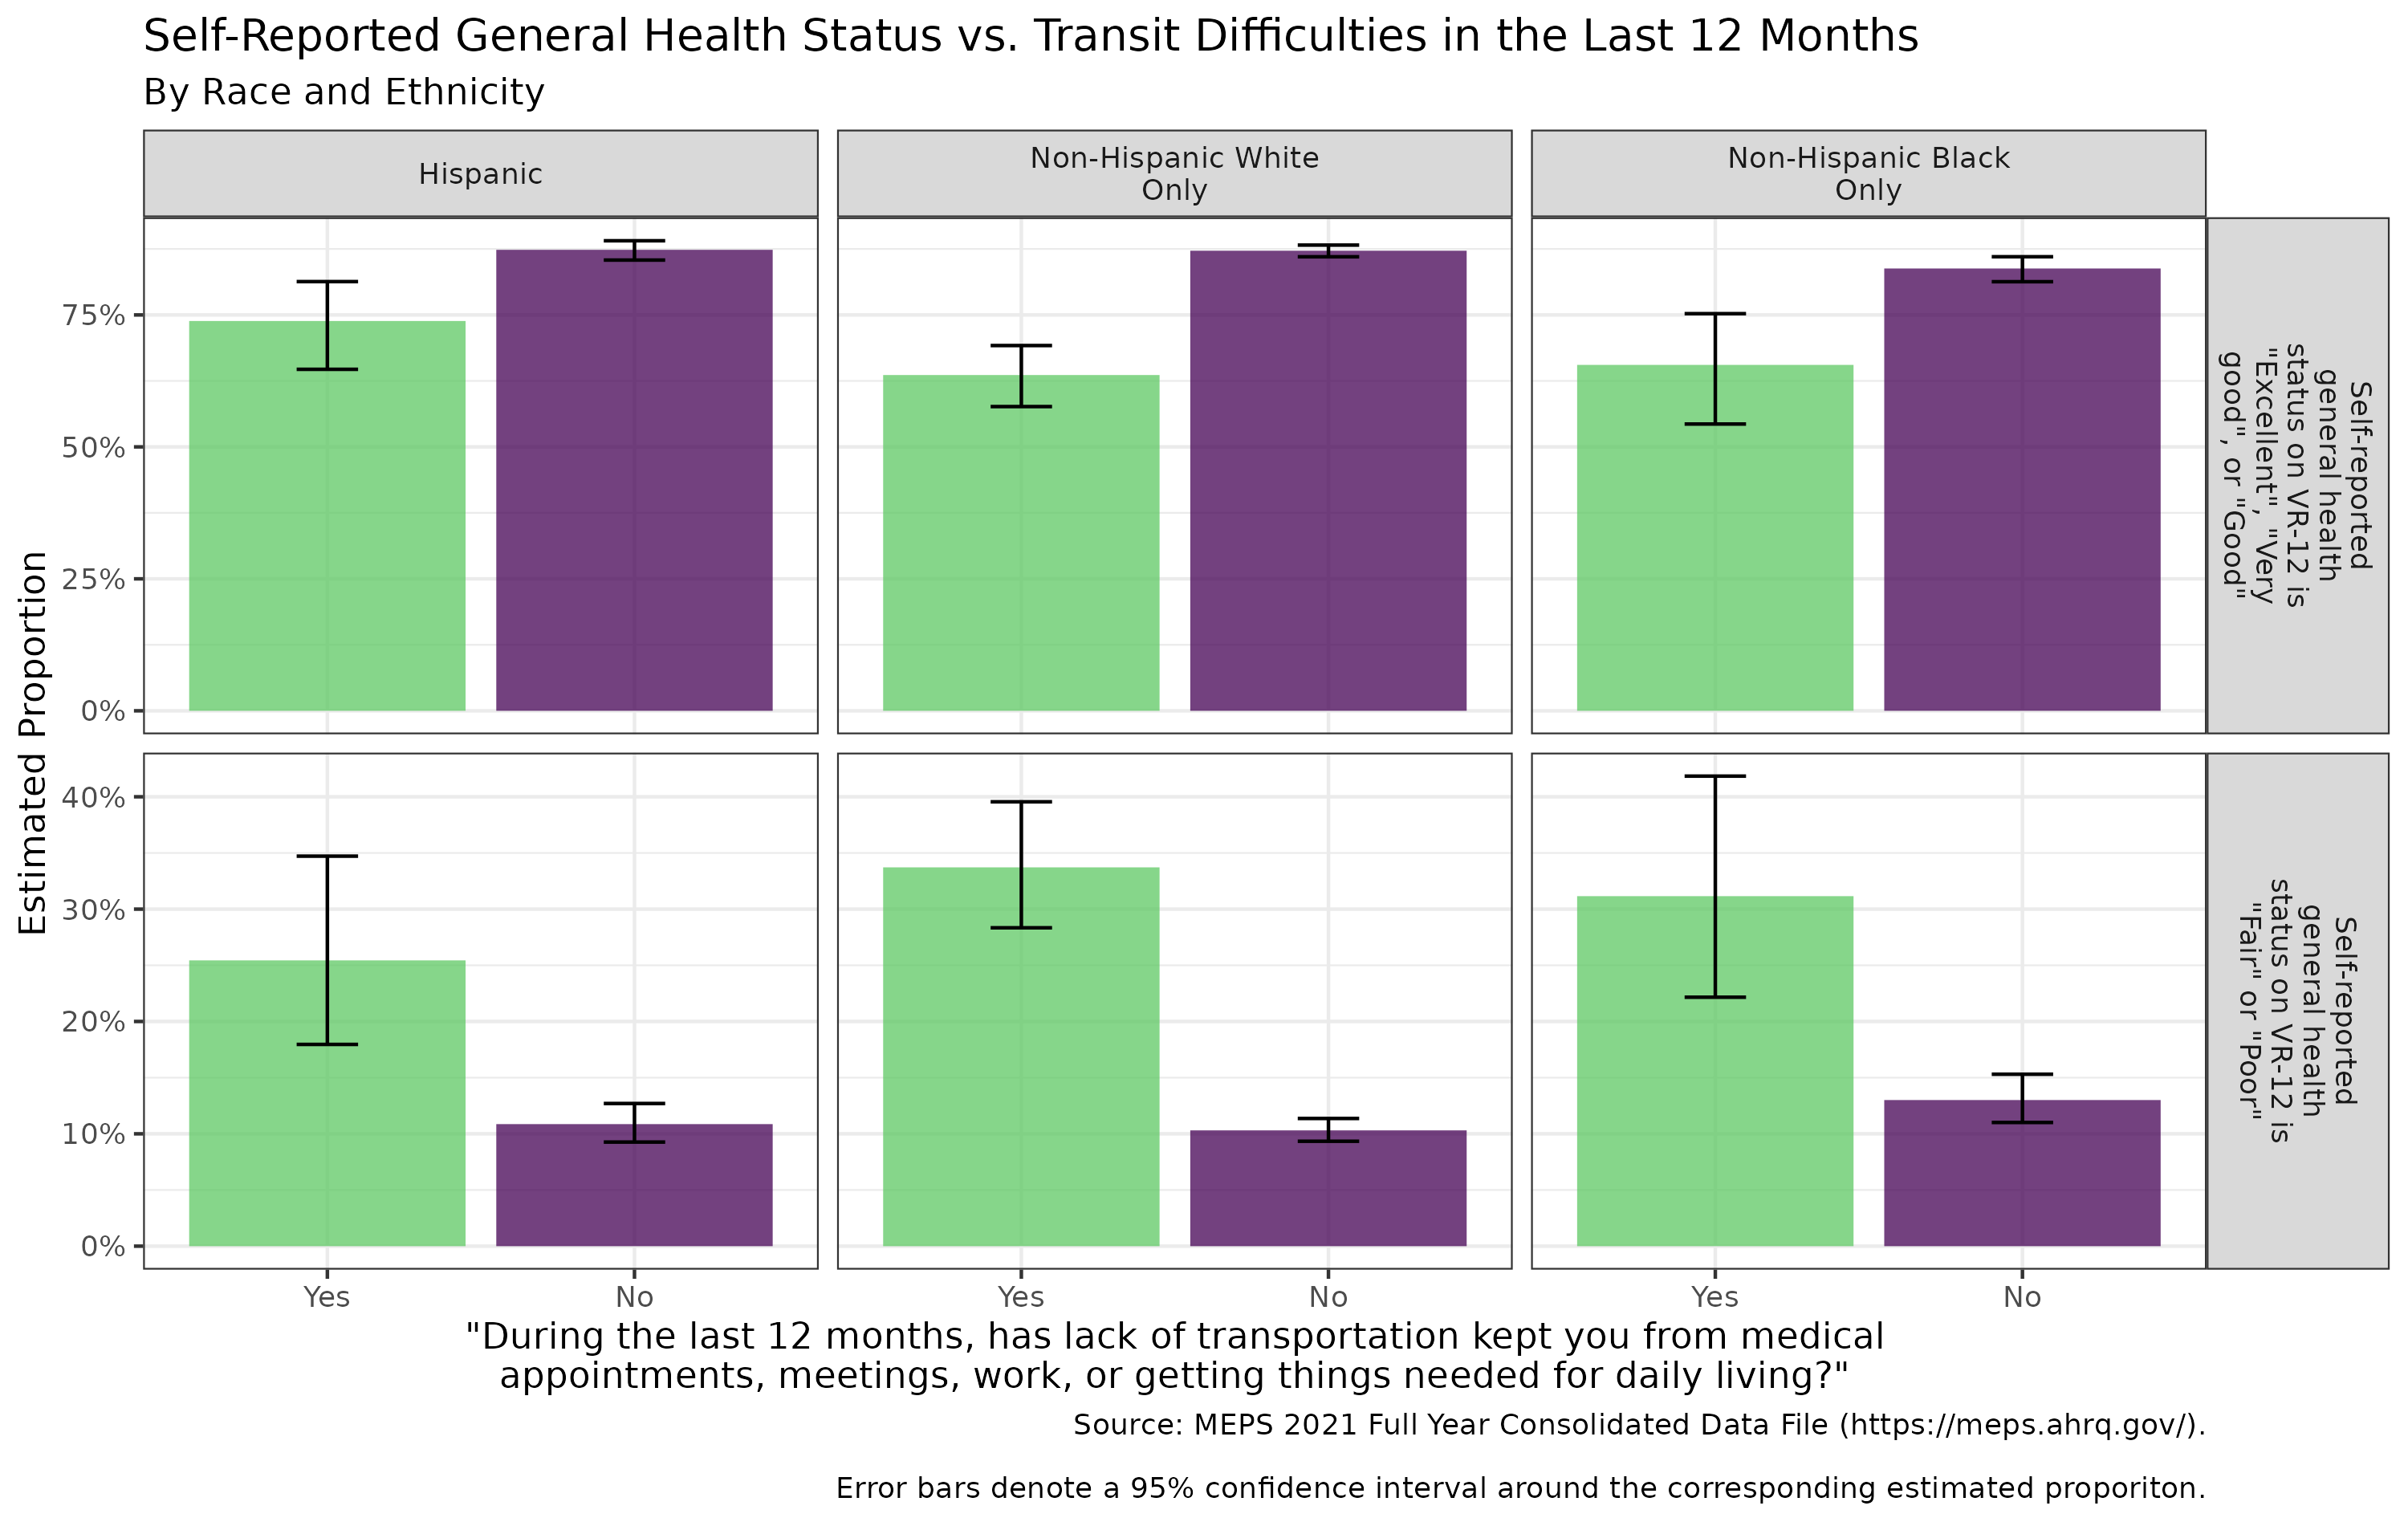 Self-Reported General Health Status vs. Transit Difficulties in the Last 12 Months
By Race and Ethnicity
Hispanic
Non-Hispanic White
Only
Non-Hispanic Black
Only
Estimated Proportion
75%
50%
25%
0%
Self-reported
general health
status on VR-12 is
"Excellent", "Very
good", or "Good"
40%
30%
20%
10%
0%
Self-reported
general health
status on VR-12 is
"Fair" or "Poor"
Yes
No
Yes
No
Yes
No
"During the last 12 months, has lack of transportation kept you from medical
appointments, meetings, work, or getting things needed for daily living?"
Source: MEPS 2021 Full Year Consolidated Data File (https://meps.ahrq.gov/).
Error bars denote a 95% confidence interval around the corresponding estimated proporiton.